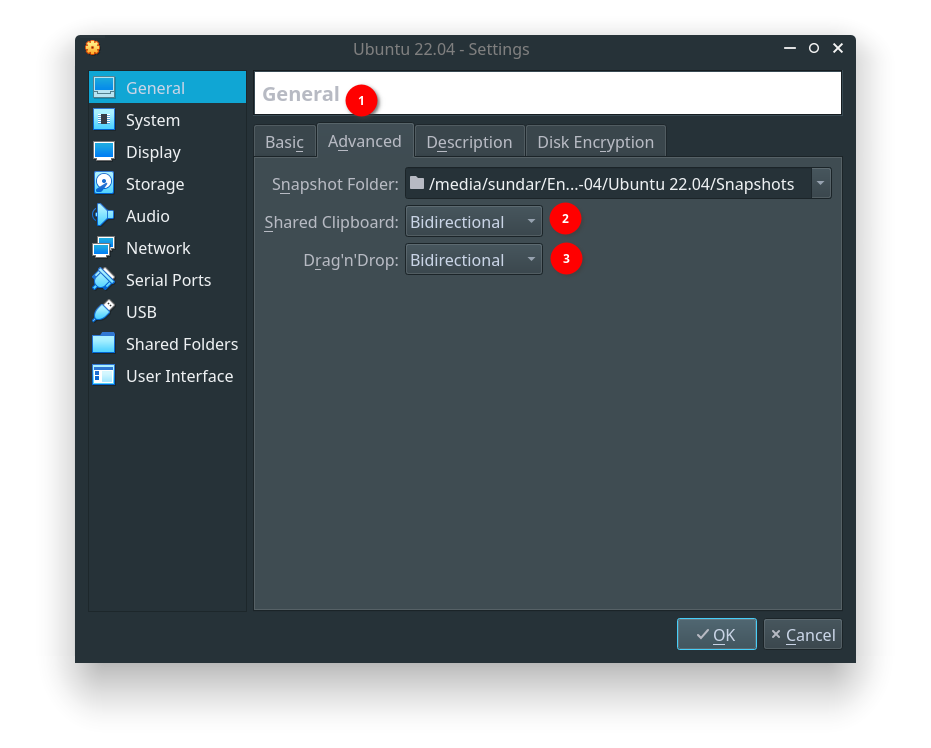 Ubuntu 22.04 - Settings
General
System
Display
Storage
Audio
Network
Serial Ports
USB
Shared Folders
User Interface
General 1
Basic Advanced Description Disk Encryption
Snapshot Folder: /media/sundar/En...-04/Ubuntu 22.04/Snapshots
Shared Clipboard: Bidirectional 2
Drag'n'Drop: Bidirectional 3
OK Cancel